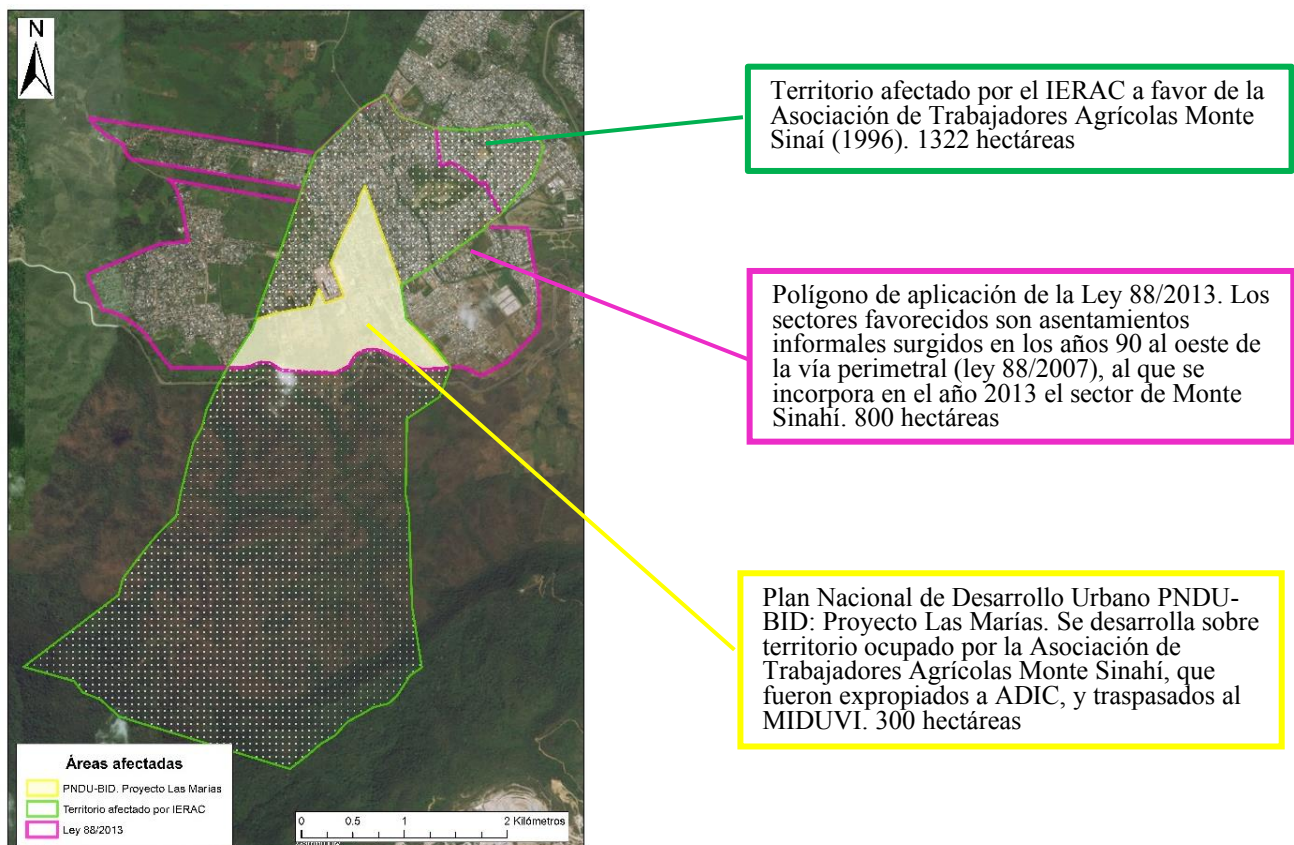 N
Territorio afectado por el IERAC a favor de la
Asociación de Trabajadores Agrícolas Monte
Sinaí (1996). 1322 hectáreas
Polígono de aplicación de la Ley 88/2013. Los
sectores favorecidos son asentamientos
informales surgidos en los años 90 al oeste de
la vía perimetral (ley 88/2007), al que se
incorpora en el año 2013 el sector de Monte
Sinahí. 800 hectáreas
Plan Nacional de Desarrollo Urbano PNDU-
BID: Proyecto Las Marías. Se desarrolla sobre
territorio ocupado por la Asociación de
Trabajadores Agrícolas Monte Sinahí, que
fueron expropiados a ADIC, y traspasados al
MIDUVI. 300 hectáreas
Áreas afectadas
PNDU-BID. Proyecto Las Marias
Territorio afectado por IERAC
Ley 88/2013
0 0.5 1 2 Kilómetros